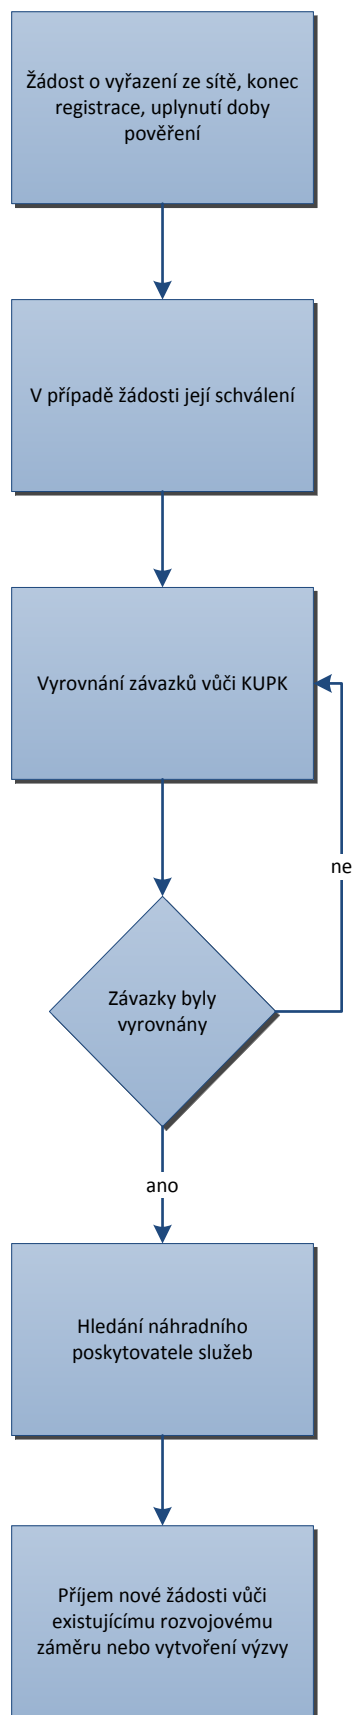 Žádost o vyřazení ze sítě, konec
registrace, uplynutí doby
pověření
V případě žádosti její schválení
Vyrovnání závazků vůči KUPK
ne
Závazky byly
vyrovnány
ano
Hledání náhradního
poskytovatele služeb
Příjem nové žádosti vůči
existujícímu rozvojovému
záměru nebo vytvoření výzvy